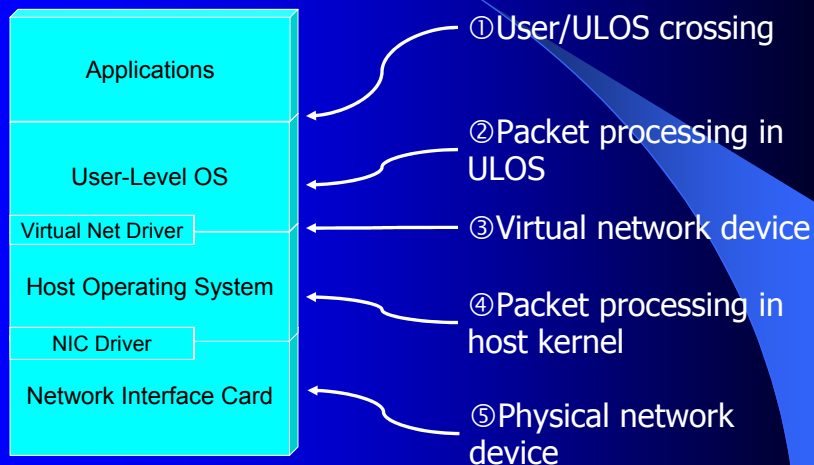 Applications
User-Level OS
Virtual Net Driver
Host Operating System
NIC Driver
Network Interface Card
①User/ULOS crossing
②Packet processing in
ULOS
③Virtual network device
④Packet processing in
host kernel
⑤Physical network
device